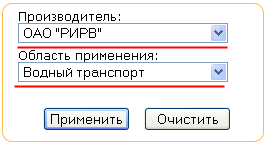 Производитель:
ОАО "РИРВ"
Область применения:
Водный транспорт
Применить Очистить